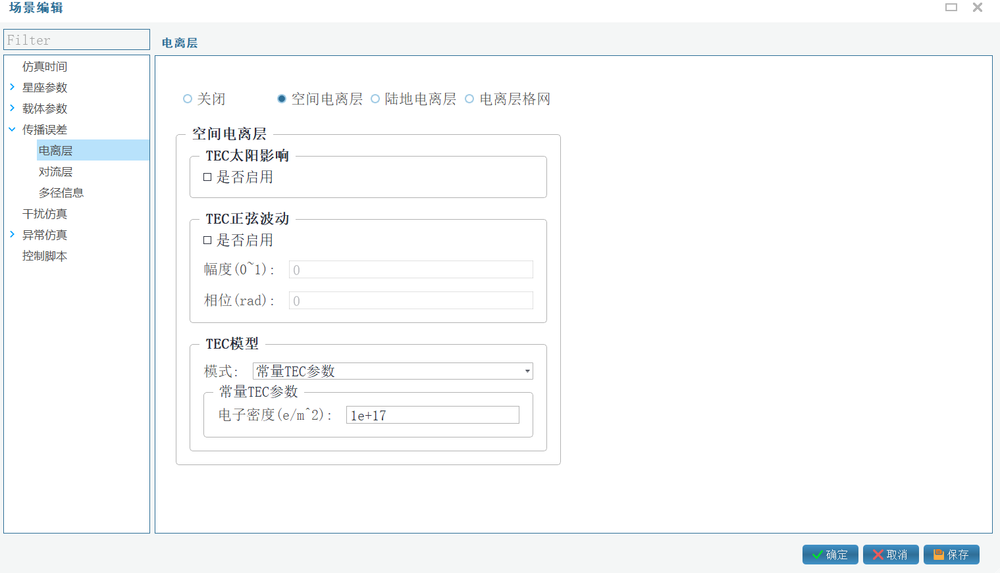 场景编辑
Filter
电离层
仿真时间
星座参数
载体参数
传播误差
电离层
对流层
多径信息
干扰仿真
异常仿真
控制脚本
关闭 空间电离层 陆地电离层 电离层格网
空间电离层
TEC太阳影响
是否启用
TEC正弦波动
是否启用
幅度(0~1): 0
相位(rad): 0
TEC模型
模式: 常量TEC参数
常量TEC参数
电子密度(e/m^2): 1e+17
确定 取消 保存